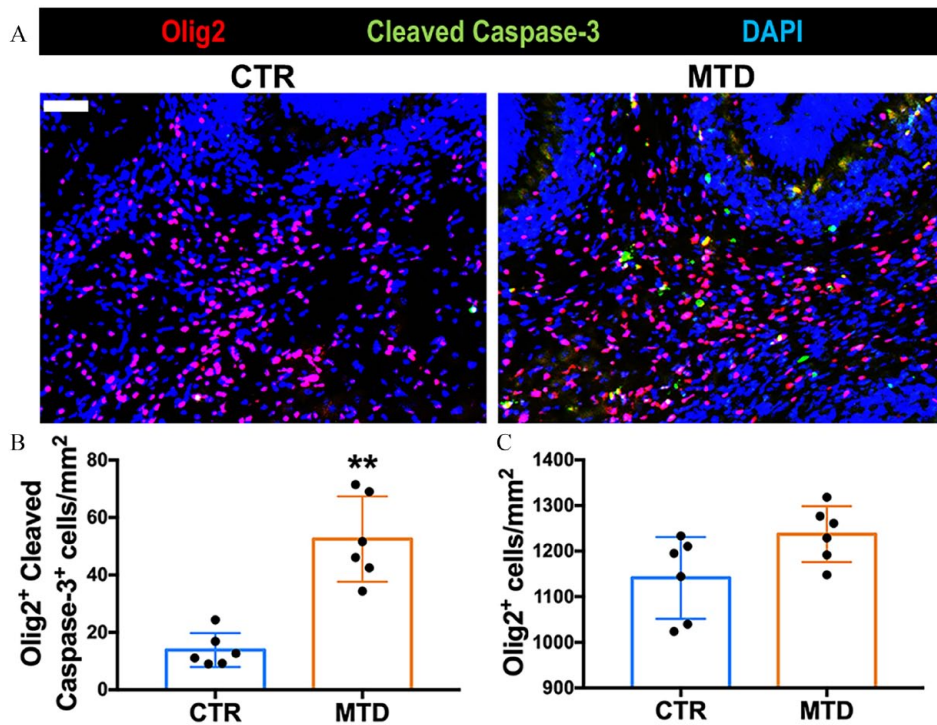 A
Olig2 Cleaved Caspase-3 DAPI
CTR MTD
B
Olig2+ Cleaved
Caspase-3+ cells/mm2
80
60
40
20
0
**
CTR MTD
C
Olig2+ cells/mm2
1400
1300
1200
1100
1000
900
CTR MTD